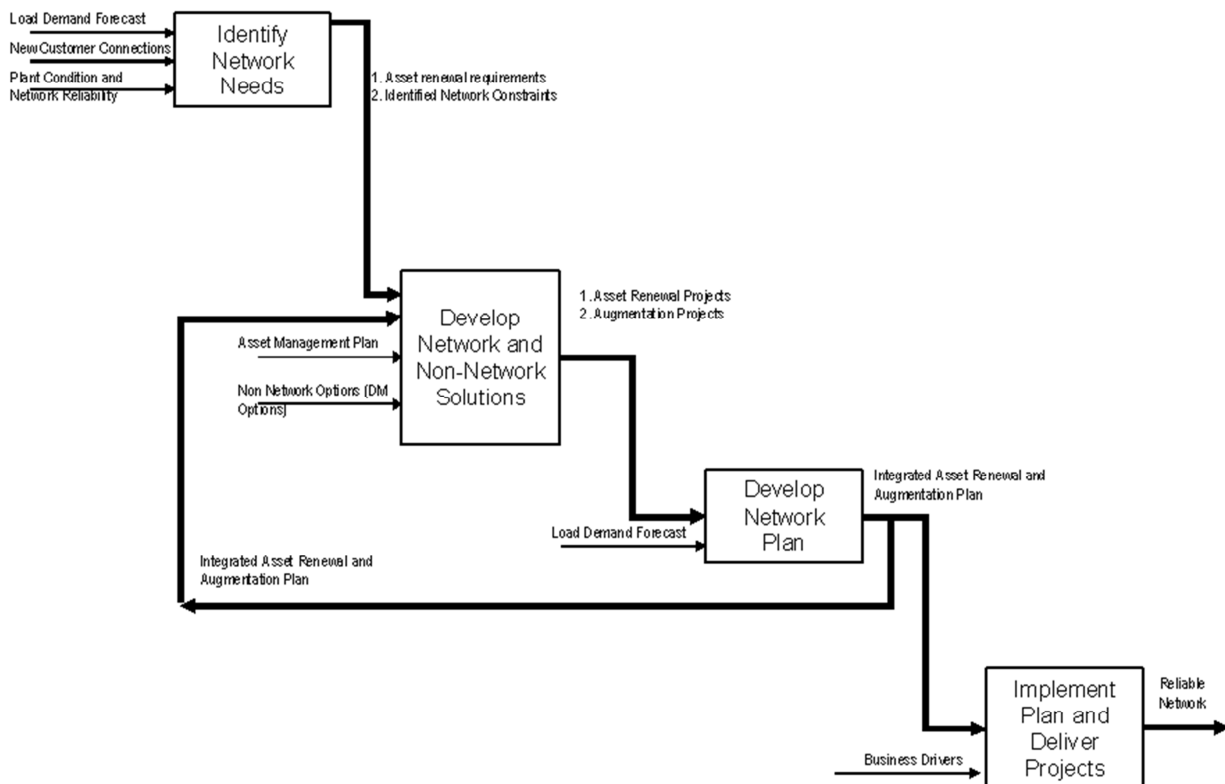 Load Demand Forecast
New Customer Connections
Plant Condition and
Network Reliability
Identify
Network
Needs
1. Asset renewal requirements
2. Identified Network Constraints
Asset Management Plan
Non Network Options (DM
Options)
Develop
Network and
Non-Network
Solutions
1. Asset Renewal Projects
2. Augmentation Projects
Load Demand Forecast
Develop
Network
Plan
Integrated Asset Renewal and
Augmentation Plan
Integrated Asset Renewal and
Augmentation Plan
Business Drivers
Implement
Plan and
Deliver
Projects
Reliable
Network